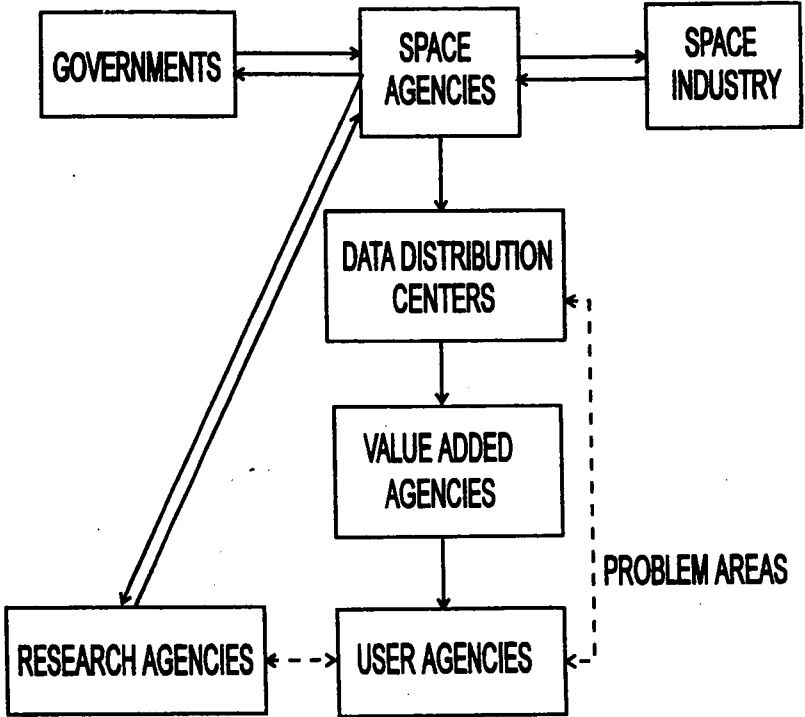 GOVERNMENTS
SPACE
AGENCIES
SPACE
INDUSTRY
DATA DISTRIBUTION
CENTERS
VALUE ADDED
AGENCIES
PROBLEM AREAS
RESEARCH AGENCIES
USER AGENCIES